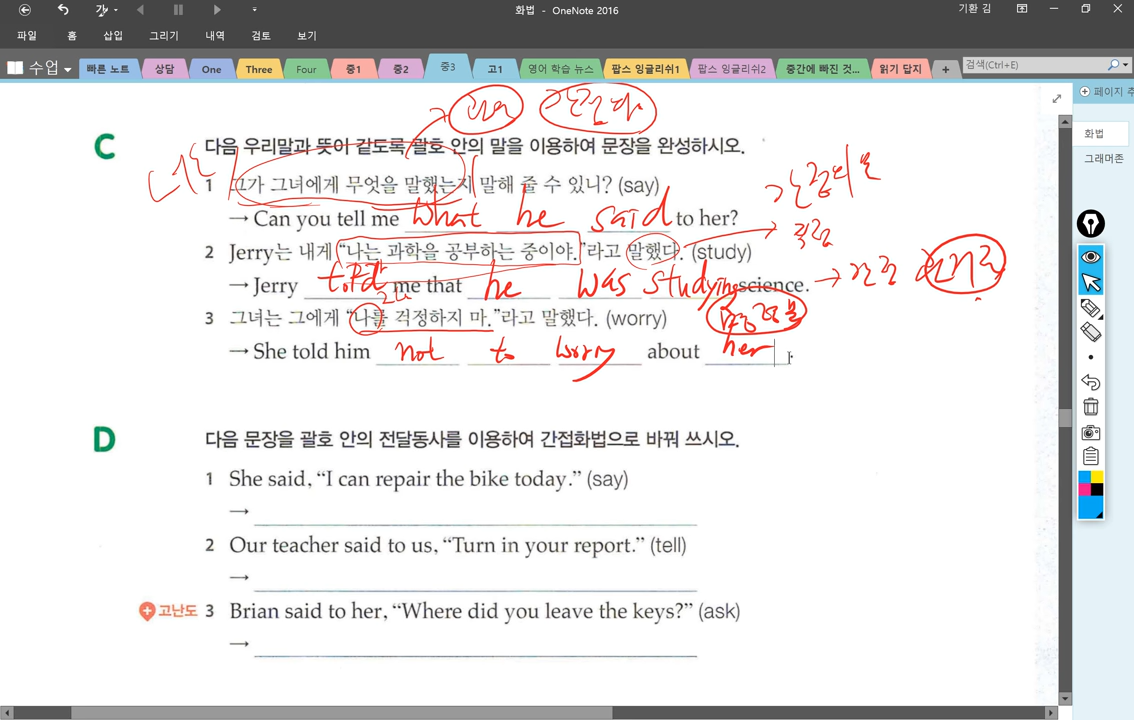 화법 - OneNote 2016
기환 김
파일 홈 삽입 그리기 내역 검토 보기
수업 빠른 노트 상담 One Three Four 중1 중2 중3 고1 영어 학습 뉴스 팝스 잉글리쉬1 팝스 잉글리쉬2 중간에 빠진 것... 읽기 답지 + 검색(Ctrl+E)
페이지 추
화법
그래머존
C 다음 우리말과 뜻이 같도록 괄호 안의 말을 이용하여 문장을 완성하시오.
1 그가 그녀에게 무엇을 말했는지 말해 줄 수 있니? (say)
→ Can you tell me what he said to her?
2 Jerry는 내게 “나는 과학을 공부하는 중이야.”라고 말했다. (study)
→ Jerry told me that he was studying science.
3 그녀는 그에게 “나를 걱정하지 마.”라고 말했다. (worry)
→ She told him not to worry about her
D 다음 문장을 괄호 안의 전달동사를 이용하여 간접화법으로 바꿔 쓰시오.
1 She said, “I can repair the bike today.” (say)
→
2 Our teacher said to us, “Turn in your report.” (tell)
→
고난도 3 Brian said to her, “Where did you leave the keys?” (ask)
→